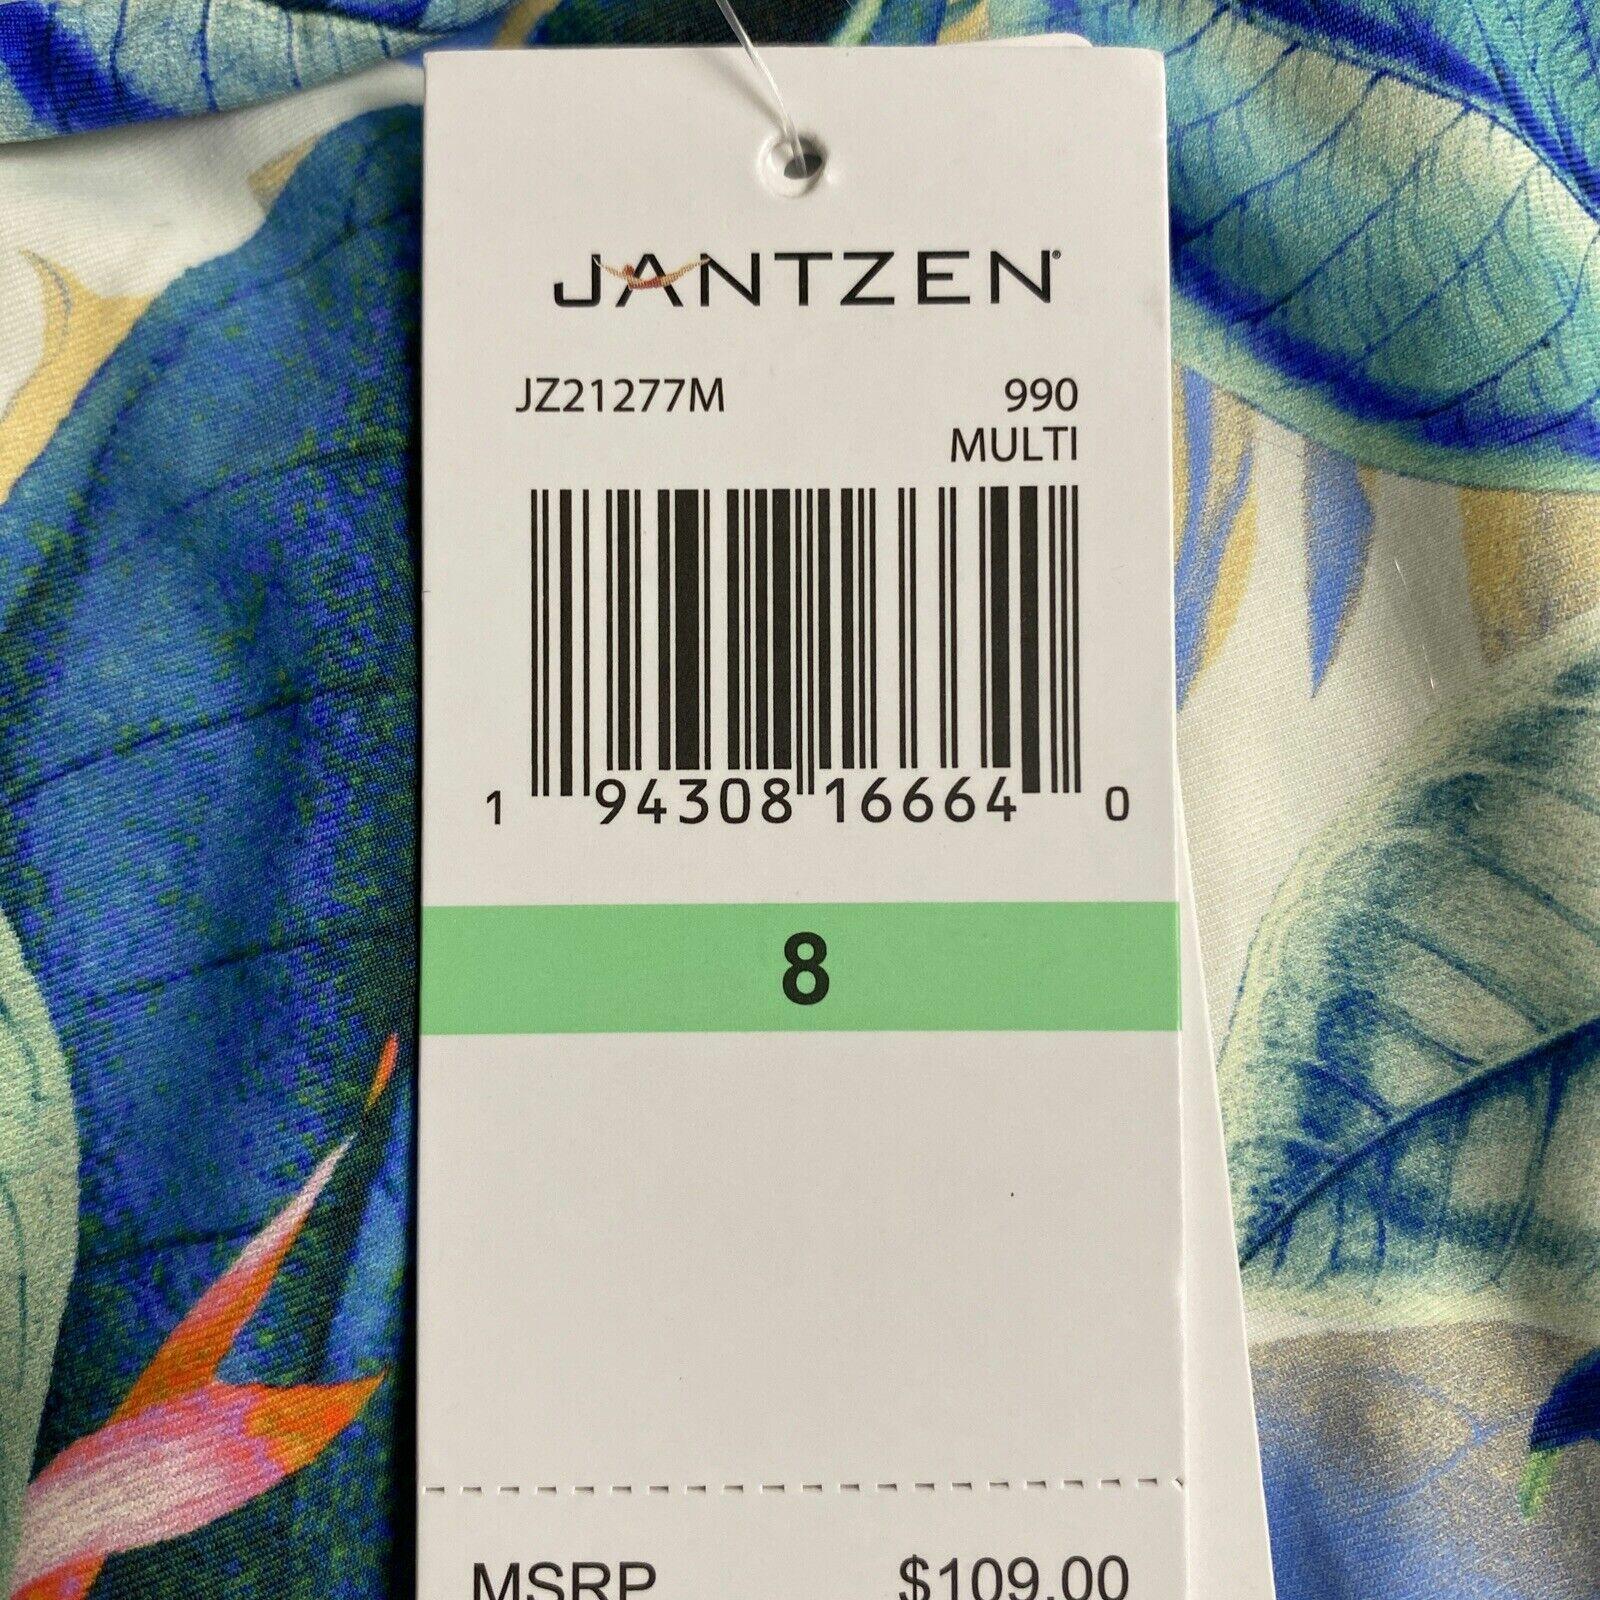 JANTZEN®
JZ21277M 990
MULTI
1 94308 16664 0
8
MSRP $109.00